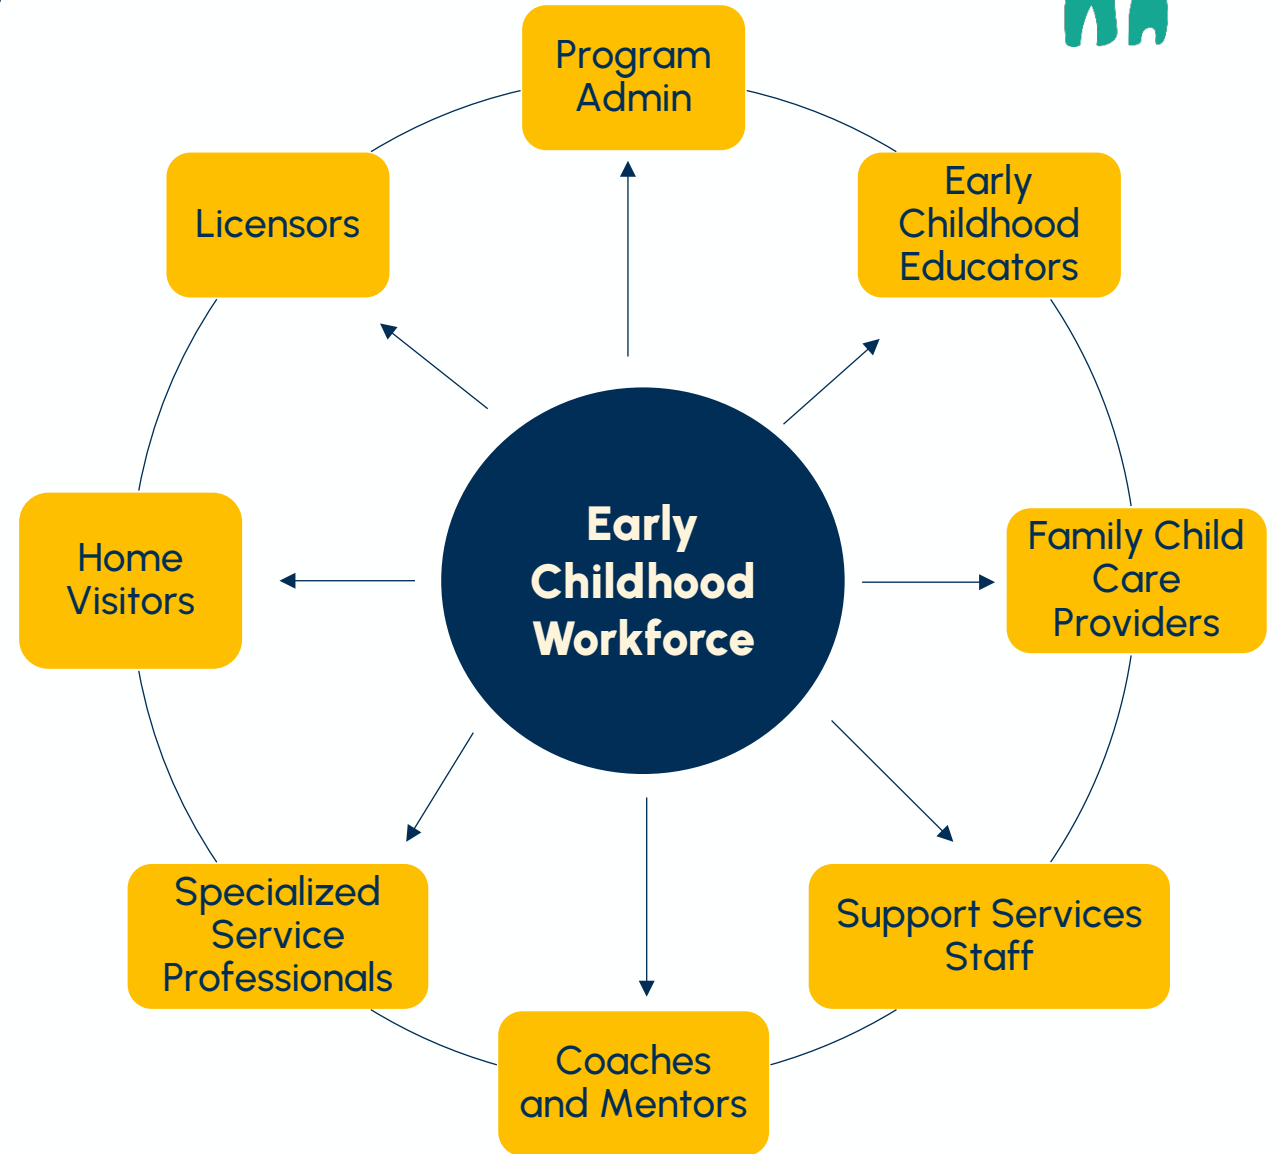 Program
Admin
Licensors
Early
Childhood
Educators
Early
Childhood
Workforce
Home
Visitors
Family Child
Care
Providers
Specialized
Service
Professionals
Support Services
Staff
Coaches
and Mentors